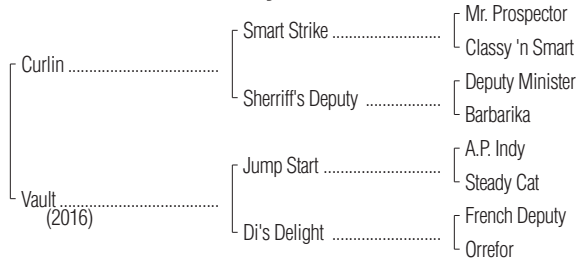 Mr. Prospector
Smart Strike ........................
Classy 'n Smart
Curlin ..................................
Deputy Minister
Sherriff's Deputy .................
Barbarika
A.P. Indy
Jump Start ..........................
Steady Cat
Vault .....................................
(2016)
French Deputy
Di's Delight ........................
Orrefor